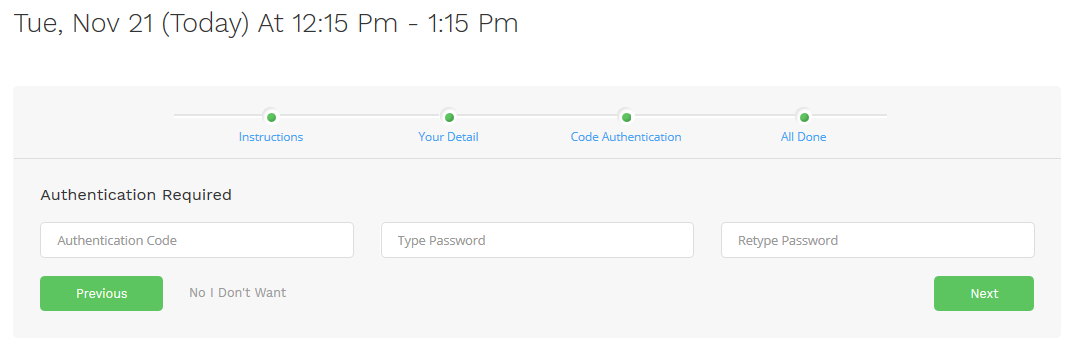 Tue, Nov 21 (Today) At 12:15 Pm - 1:15 Pm
Instructions
Your Detail
Code Authentication
All Done
Authentication Required
Authentication Code
Type Password
Retype Password
Previous
No I Don't Want
Next